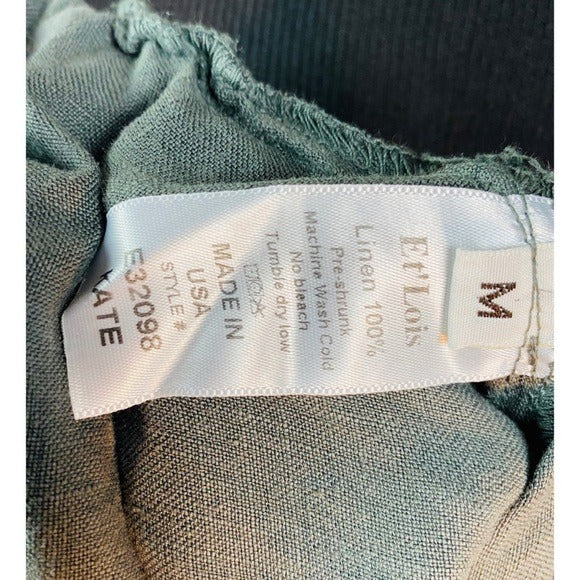 Et'Lois
Linen 100%
Pre-shrunk
Machine Wash Cold
No bleach
Tumble dry low
MADE IN
USA
STYLE #
E32098
KATE
M